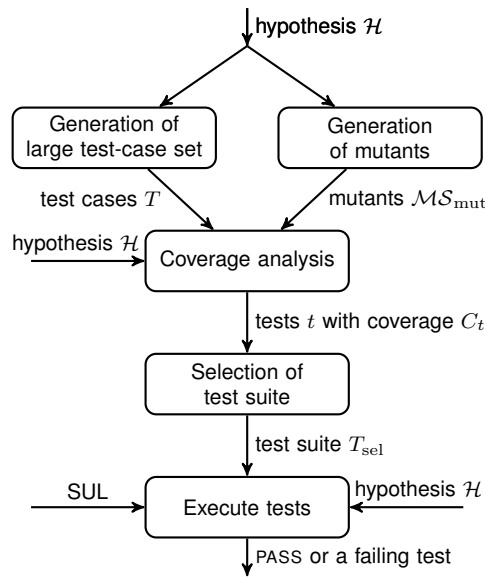 hypothesis ℋ
Generation of
large test-case set
Generation
of mutants
test cases T
mutants ℳ𝒮mut
hypothesis ℋ
Coverage analysis
tests t with coverage Ct
Selection of
test suite
test suite Tsel
SUL
Execute tests
hypothesis ℋ
PASS or a failing test